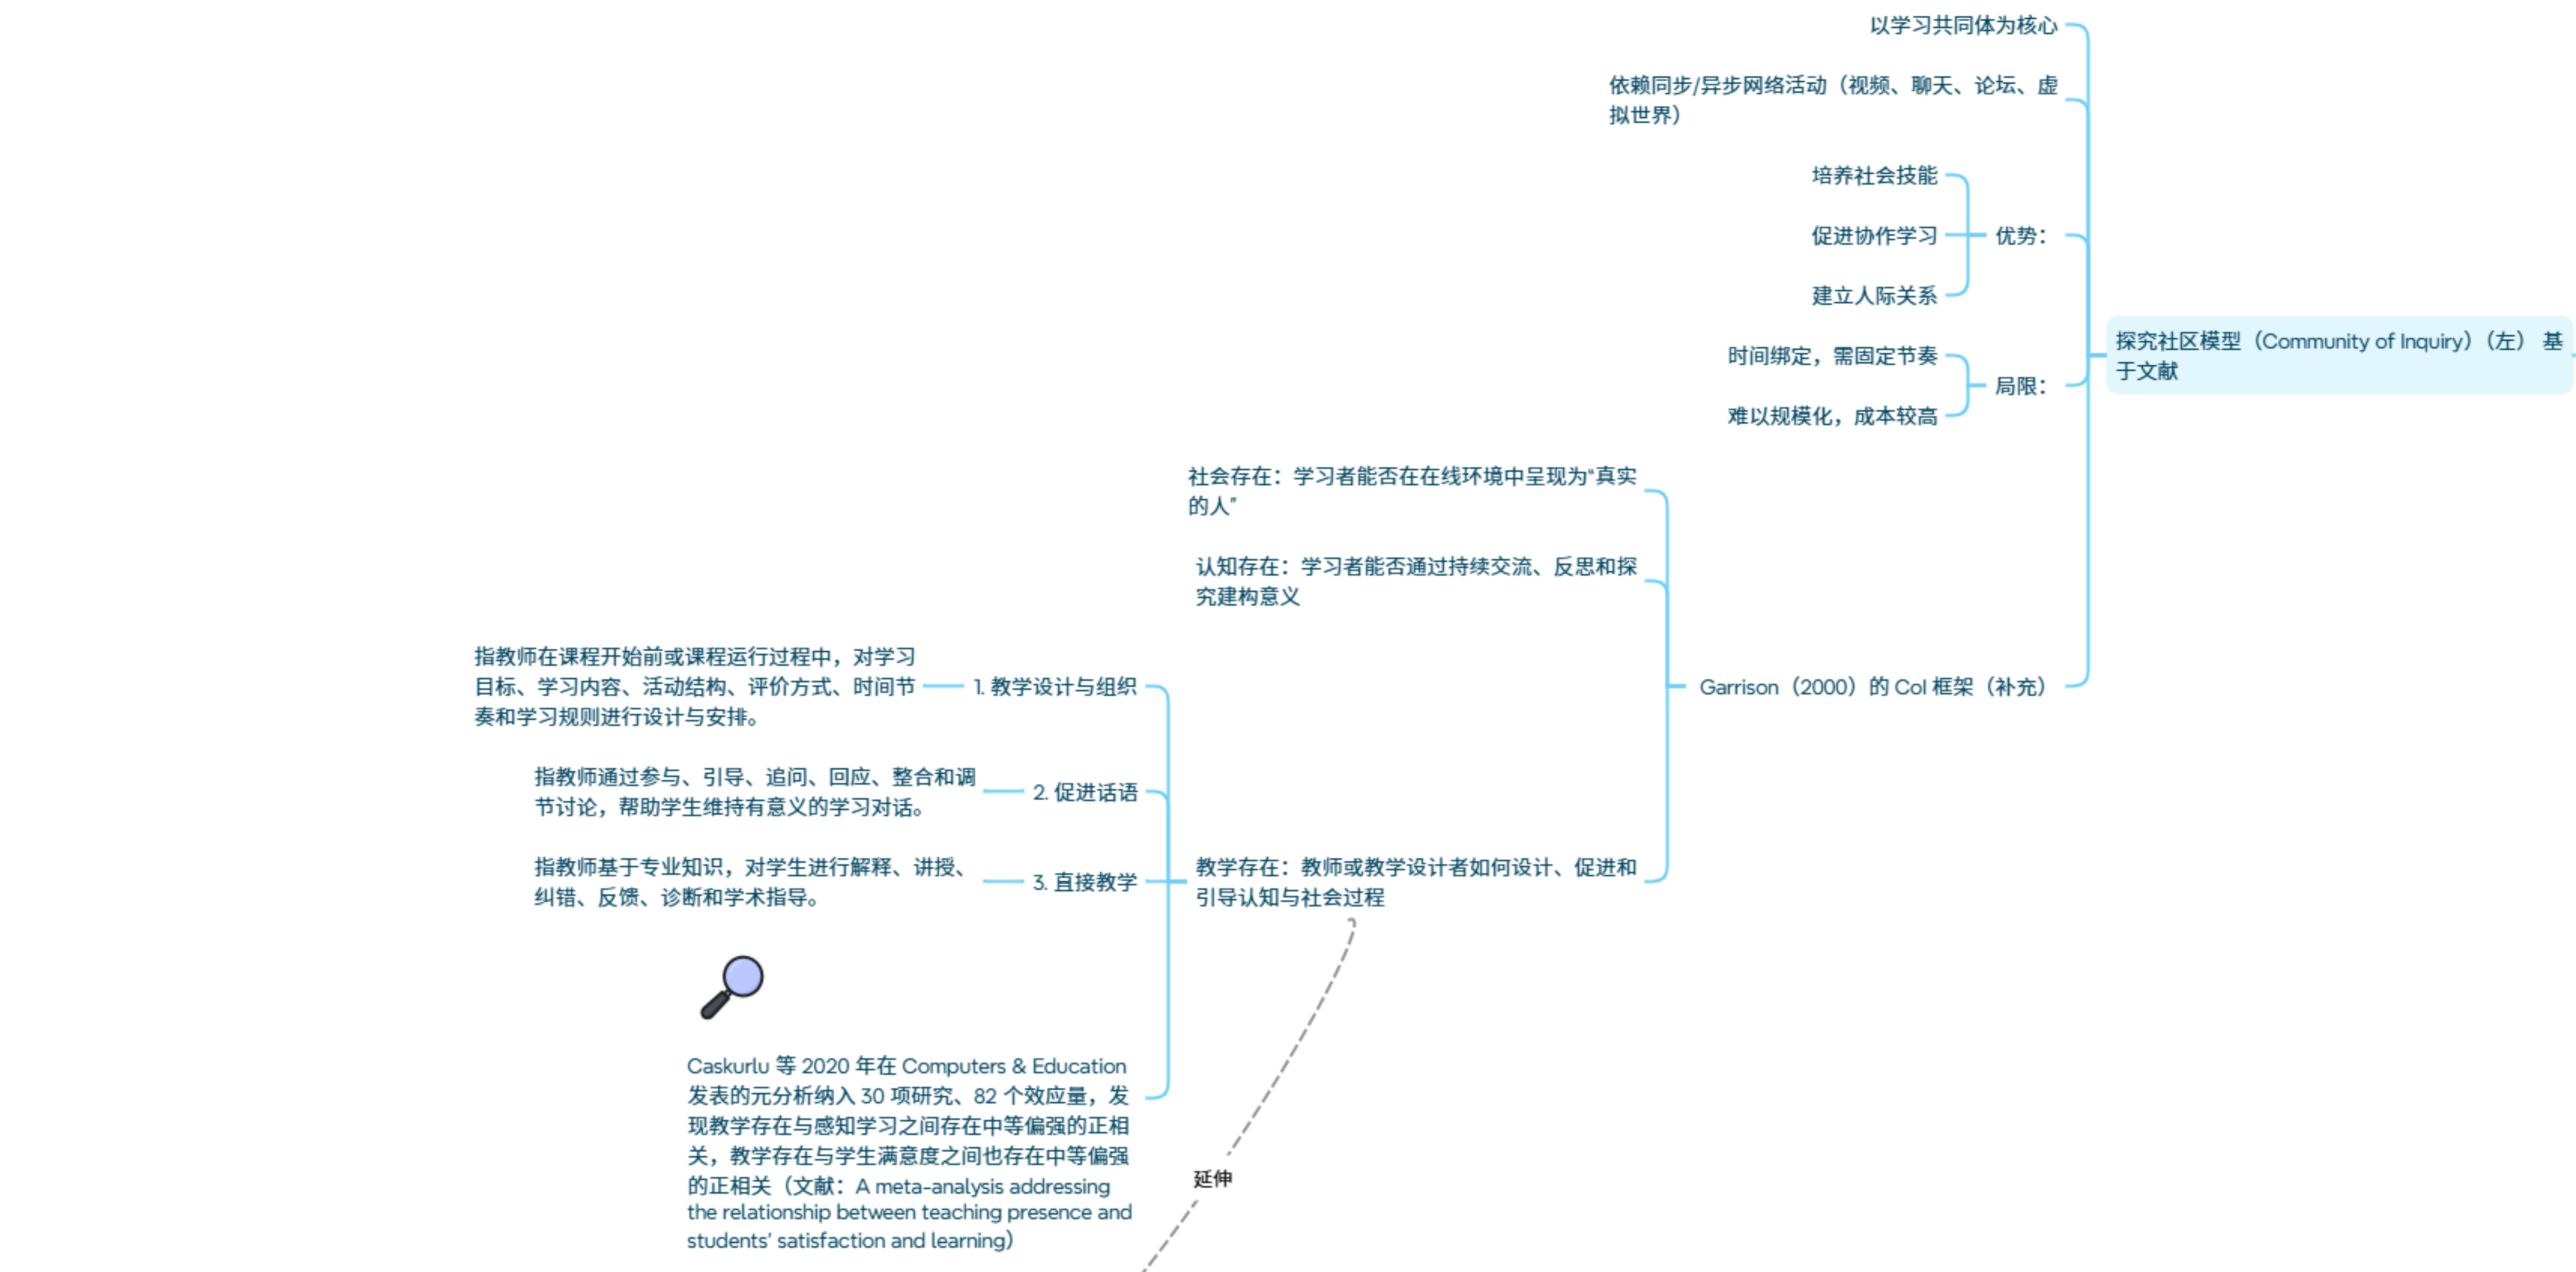 以学习共同体为核心
依赖同步/异步网络活动（视频、聊天、论坛、虚
拟世界）
培养社会技能
促进协作学习
建立人际关系
优势：
时间绑定，需固定节奏
难以规模化，成本较高
局限：
探究社区模型（Community of Inquiry）（左） 基
于文献
社会存在：学习者能否在在线环境中呈现为“真实
的人”
认知存在：学习者能否通过持续交流、反思和探
究建构意义
Garrison（2000）的 CoI 框架（补充）
教学存在：教师或教学设计者如何设计、促进和
引导认知与社会过程
1. 教学设计与组织
指教师在课程开始前或课程运行过程中，对学习
目标、学习内容、活动结构、评价方式、时间节
奏和学习规则进行设计与安排。
2. 促进话语
指教师通过参与、引导、追问、回应、整合和调
节讨论，帮助学生维持有意义的学习对话。
3. 直接教学
指教师基于专业知识，对学生进行解释、讲授、
纠错、反馈、诊断和学术指导。
Caskurlu 等 2020 年在 Computers & Education
发表的元分析纳入 30 项研究、82 个效应量，发
现教学存在与感知学习之间存在中等偏强的正相
关，教学存在与学生满意度之间也存在中等偏强
的正相关（文献：A meta-analysis addressing
the relationship between teaching presence and
students’ satisfaction and learning）
延伸